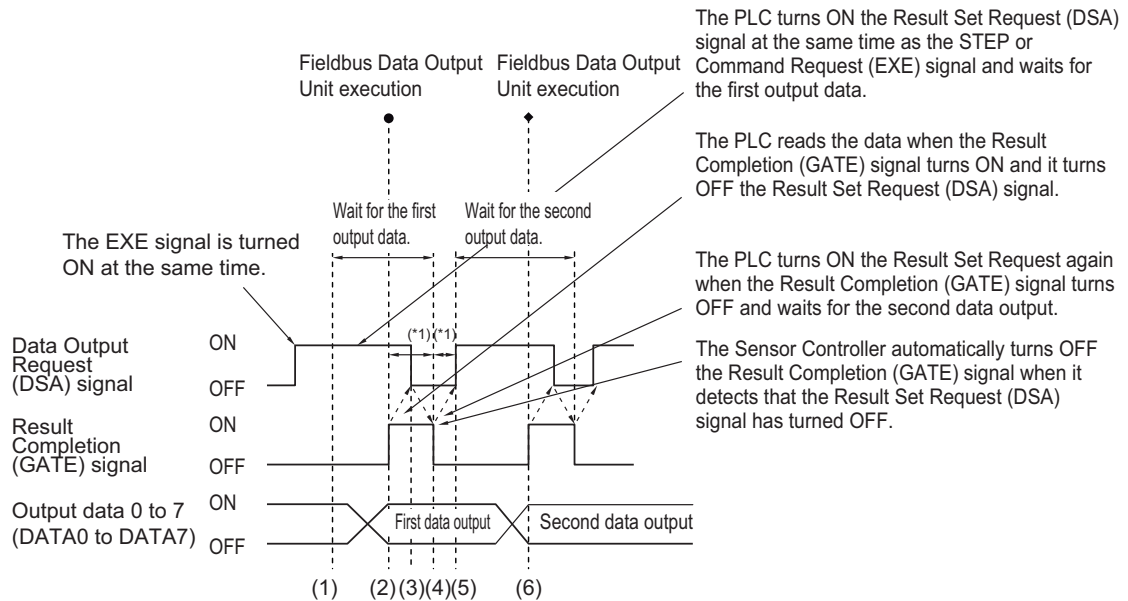 The PLC turns ON the Result Set Request (DSA)
signal at the same time as the STEP or
Command Request (EXE) signal and waits for
the first output data.
Fieldbus Data Output
Unit execution
Fieldbus Data Output
Unit execution
The PLC reads the data when the Result
Completion (GATE) signal turns ON and it turns
OFF the Result Set Request (DSA) signal.
Wait for the first
output data.
Wait for the second
output data.
The EXE signal is turned
ON at the same time.
The PLC turns ON the Result Set Request again
when the Result Completion (GATE) signal turns
OFF and waits for the second data output.
The Sensor Controller automatically turns OFF
the Result Completion (GATE) signal when it
detects that the Result Set Request (DSA)
signal has turned OFF.
Data Output
Request
(DSA) signal
ON
OFF
(*1) (*1)
Result
Completion
(GATE) signal
ON
OFF
Output data 0 to 7
(DATA0 to DATA7)
ON
OFF
First data output
Second data output
(1) (2) (3) (4) (5) (6)